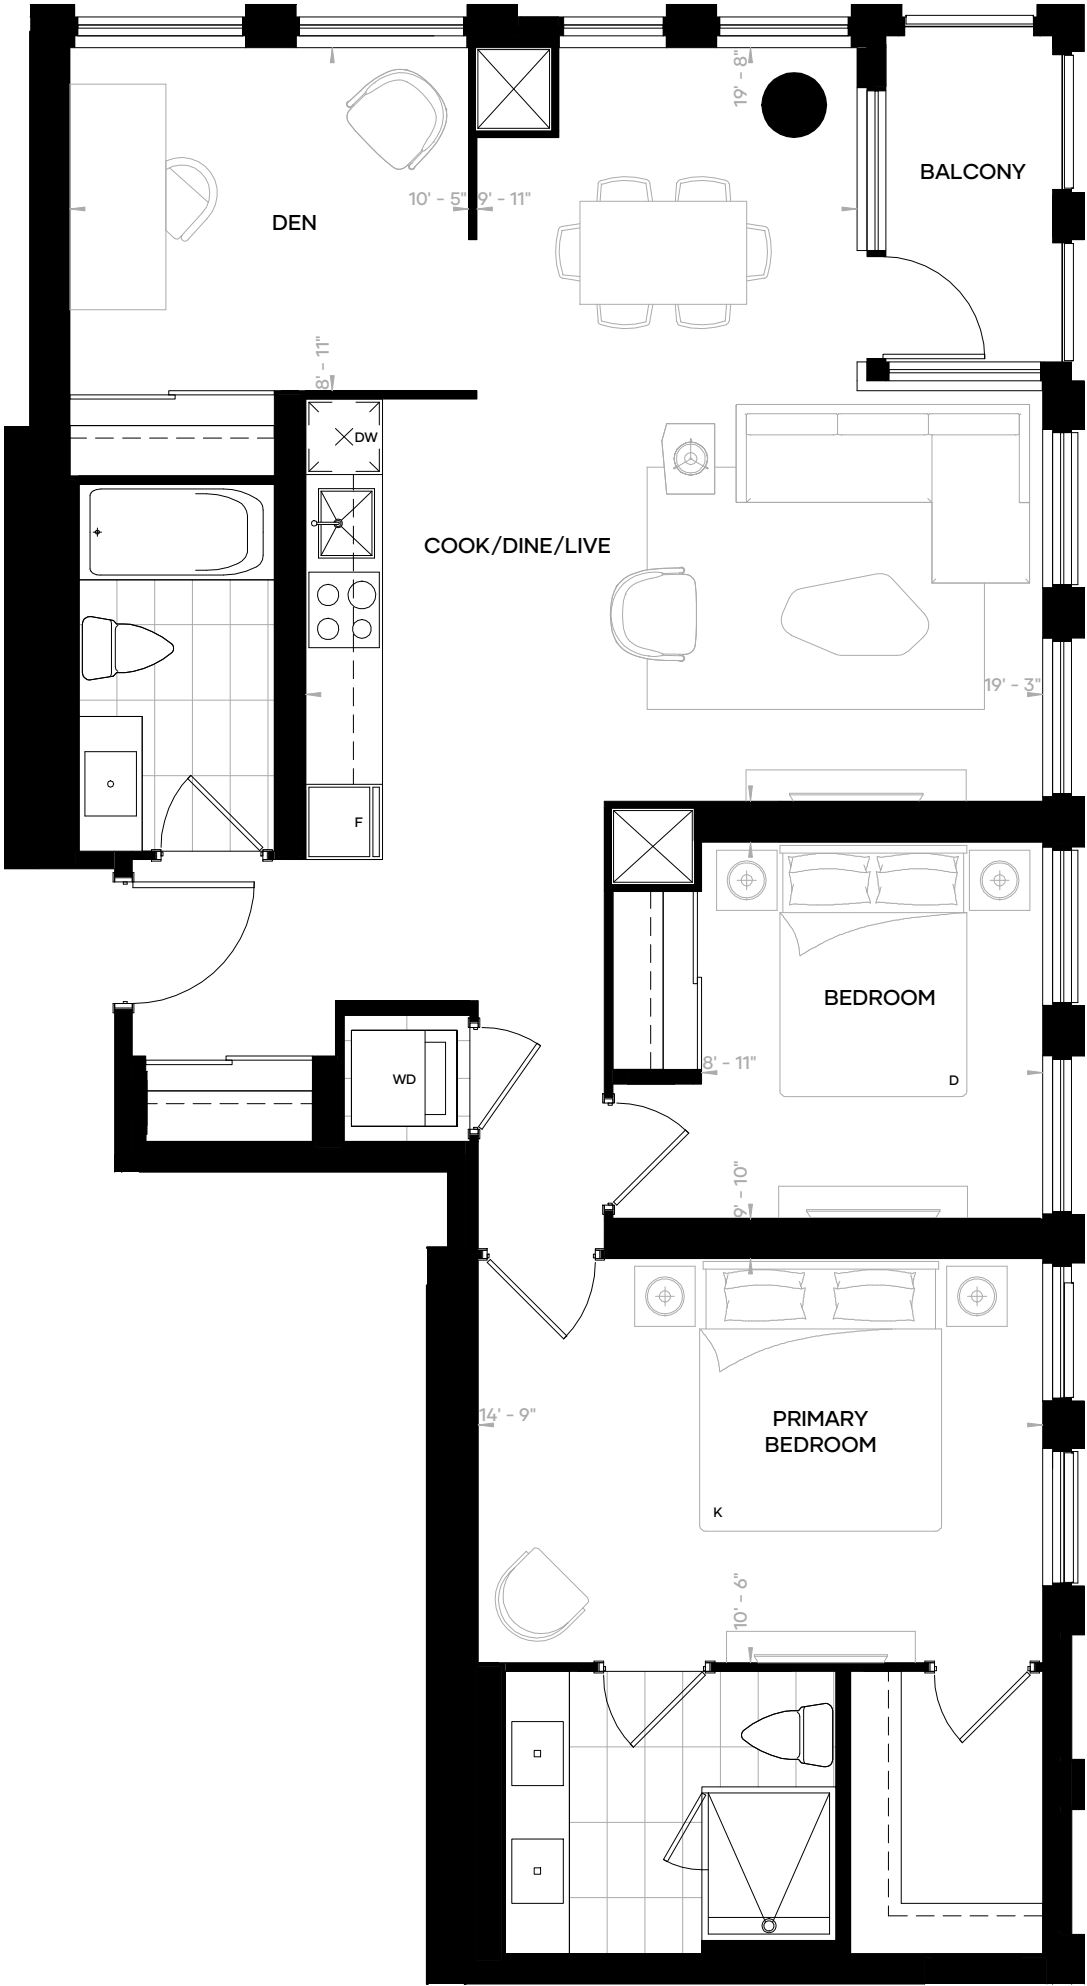 19' - 8"
BALCONY
10' - 5"
9' - 11"
DEN
8' - 11"
DW
COOK/DINE/LIVE
19' - 3"
F
BEDROOM
8' - 11"
WD
D
9' - 10"
14' - 9"
PRIMARY
BEDROOM
K
10' - 6"